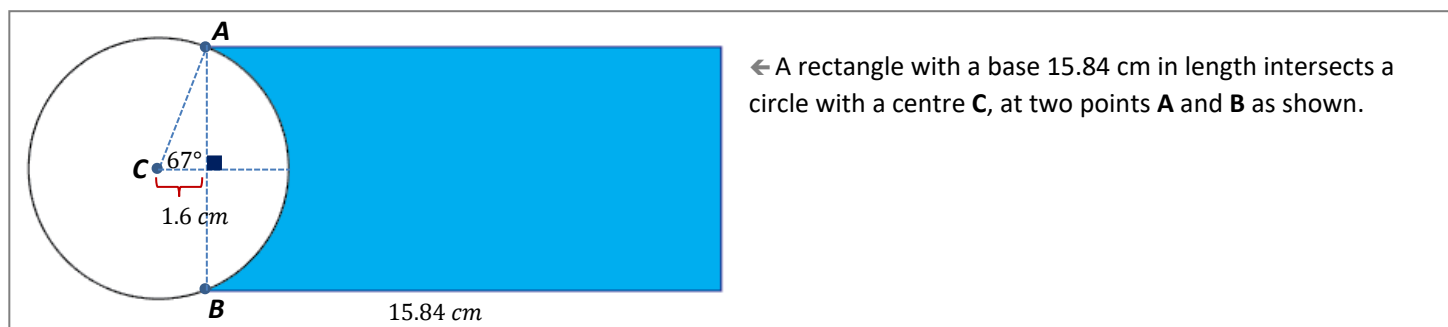 A
← A rectangle with a base 15.84 cm in length intersects a
circle with a centre C, at two points A and B as shown.
C
67°
1.6 cm
B
15.84 cm